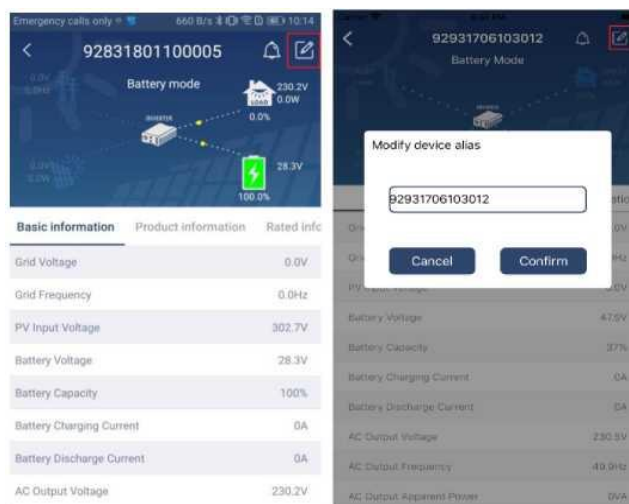 Emergency calls only
660 B/s
10:14
92831801100005
Battery mode
230.2V
0.0W
LOAD
0.0%
INVERTER
28.3V
100.0%
Basic information Product information Rated info
Grid Voltage 0.0V
Grid Frequency 0.0Hz
PV Input Voltage 302.7V
Battery Voltage 28.3V
Battery Capacity 100%
Battery Charging Current 0A
Battery Discharge Current 0A
AC Output Voltage 230.2V
92931706103012
Battery Mode
Modify device alias
92931706103012
Cancel Confirm
Battery Voltage 47.9V
Battery Capacity 37%
Battery Charging Current 0A
Battery Discharge Current 0A
AC Output Voltage 230.5V
AC Output Frequency 49.9Hz
AC Output Apparent Power 0VA